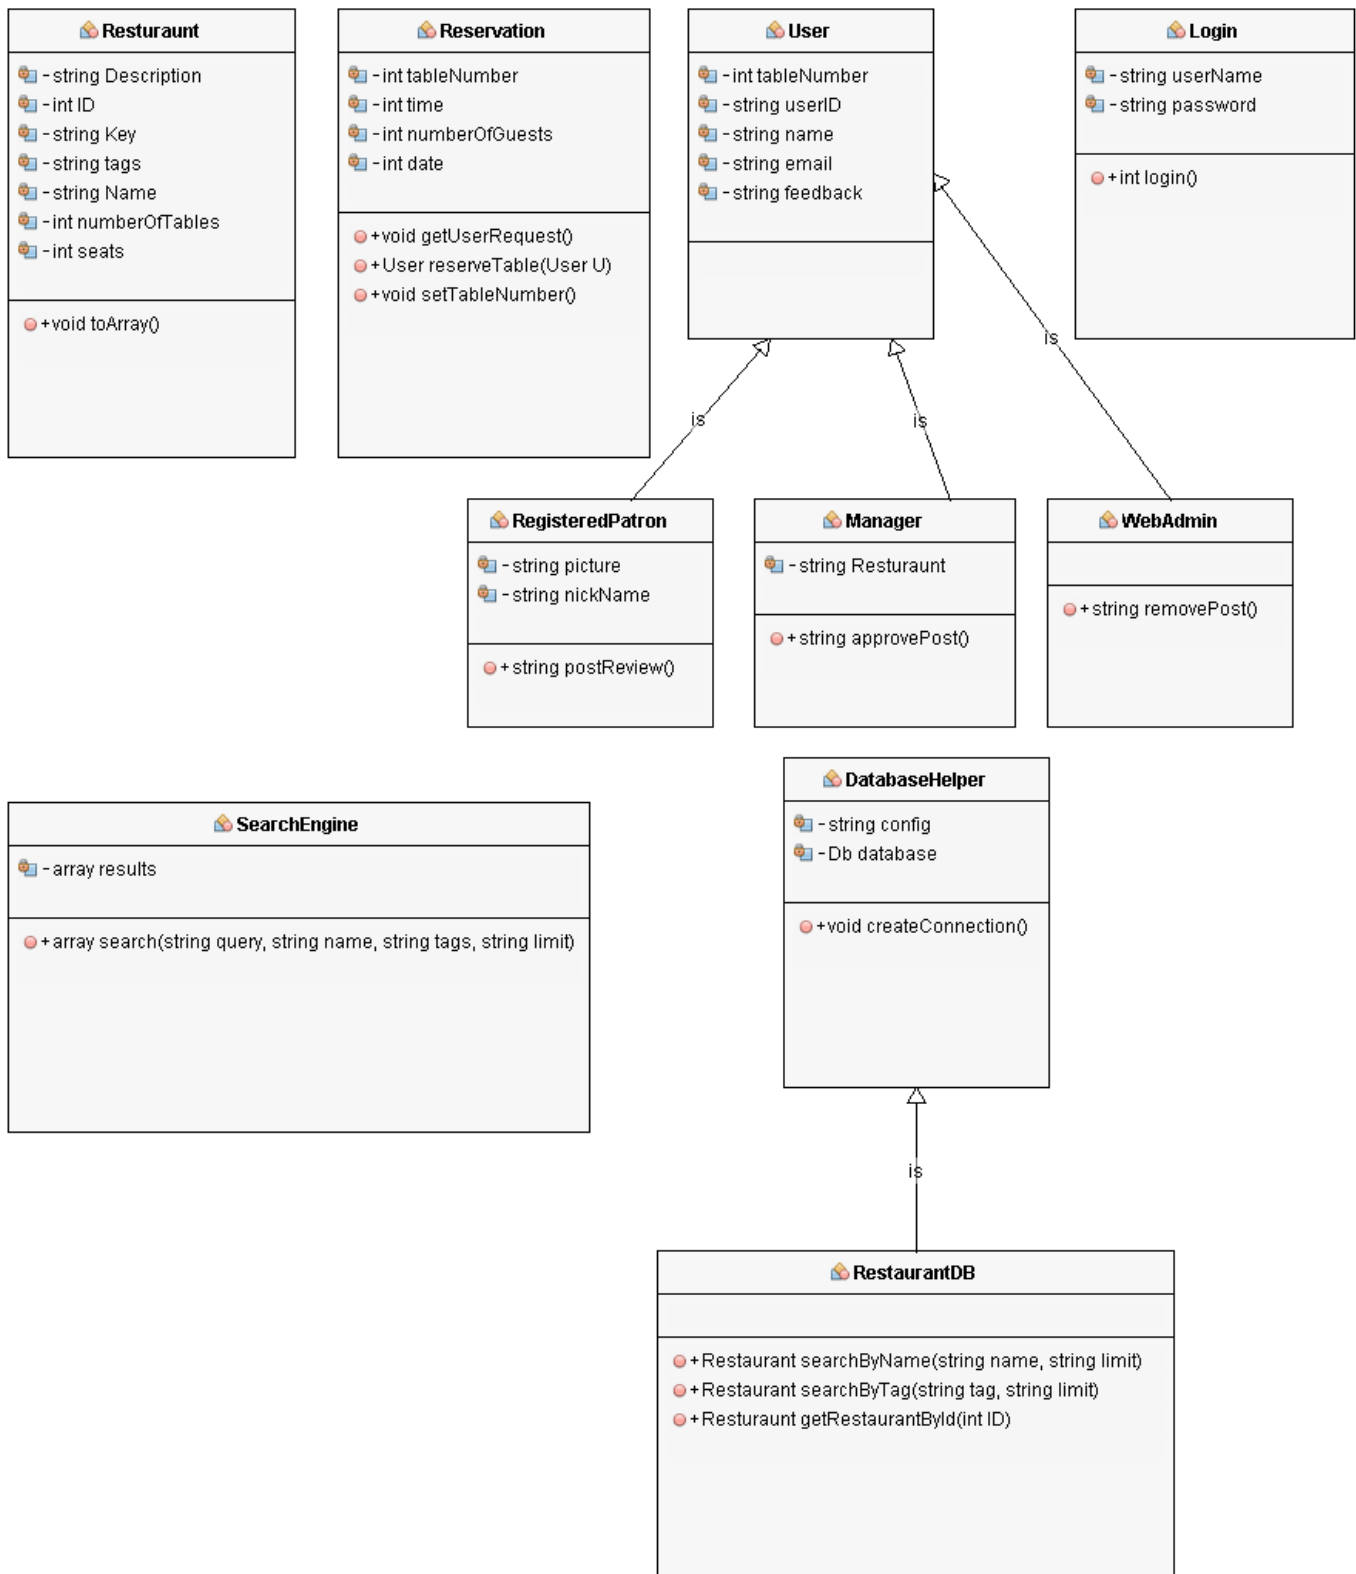 Resturaunt
- string Description
- int ID
- string Key
- string tags
- string Name
- int numberOfTables
- int seats
+ void toArray()
Reservation
- int tableNumber
- int time
- int numberOfGuests
- int date
+ void getUserRequest()
+ User reserveTable(User U)
+ void setTableNumber()
User
- int tableNumber
- string userID
- string name
- string email
- string feedback
Login
- string userName
- string password
+ int login()
is
is
is
RegisteredPatron
- string picture
- string nickName
+ string postReview()
Manager
- string Resturaunt
+ string approvePost()
WebAdmin
+ string removePost()
SearchEngine
- array results
+ array search(string query, string name, string tags, string limit)
DatabaseHelper
- string config
- Db database
+ void createConnection()
is
RestaurantDB
+ Restaurant searchByName(string name, string limit)
+ Restaurant searchByTag(string tag, string limit)
+ Resturaunt getRestaurantById(int ID)